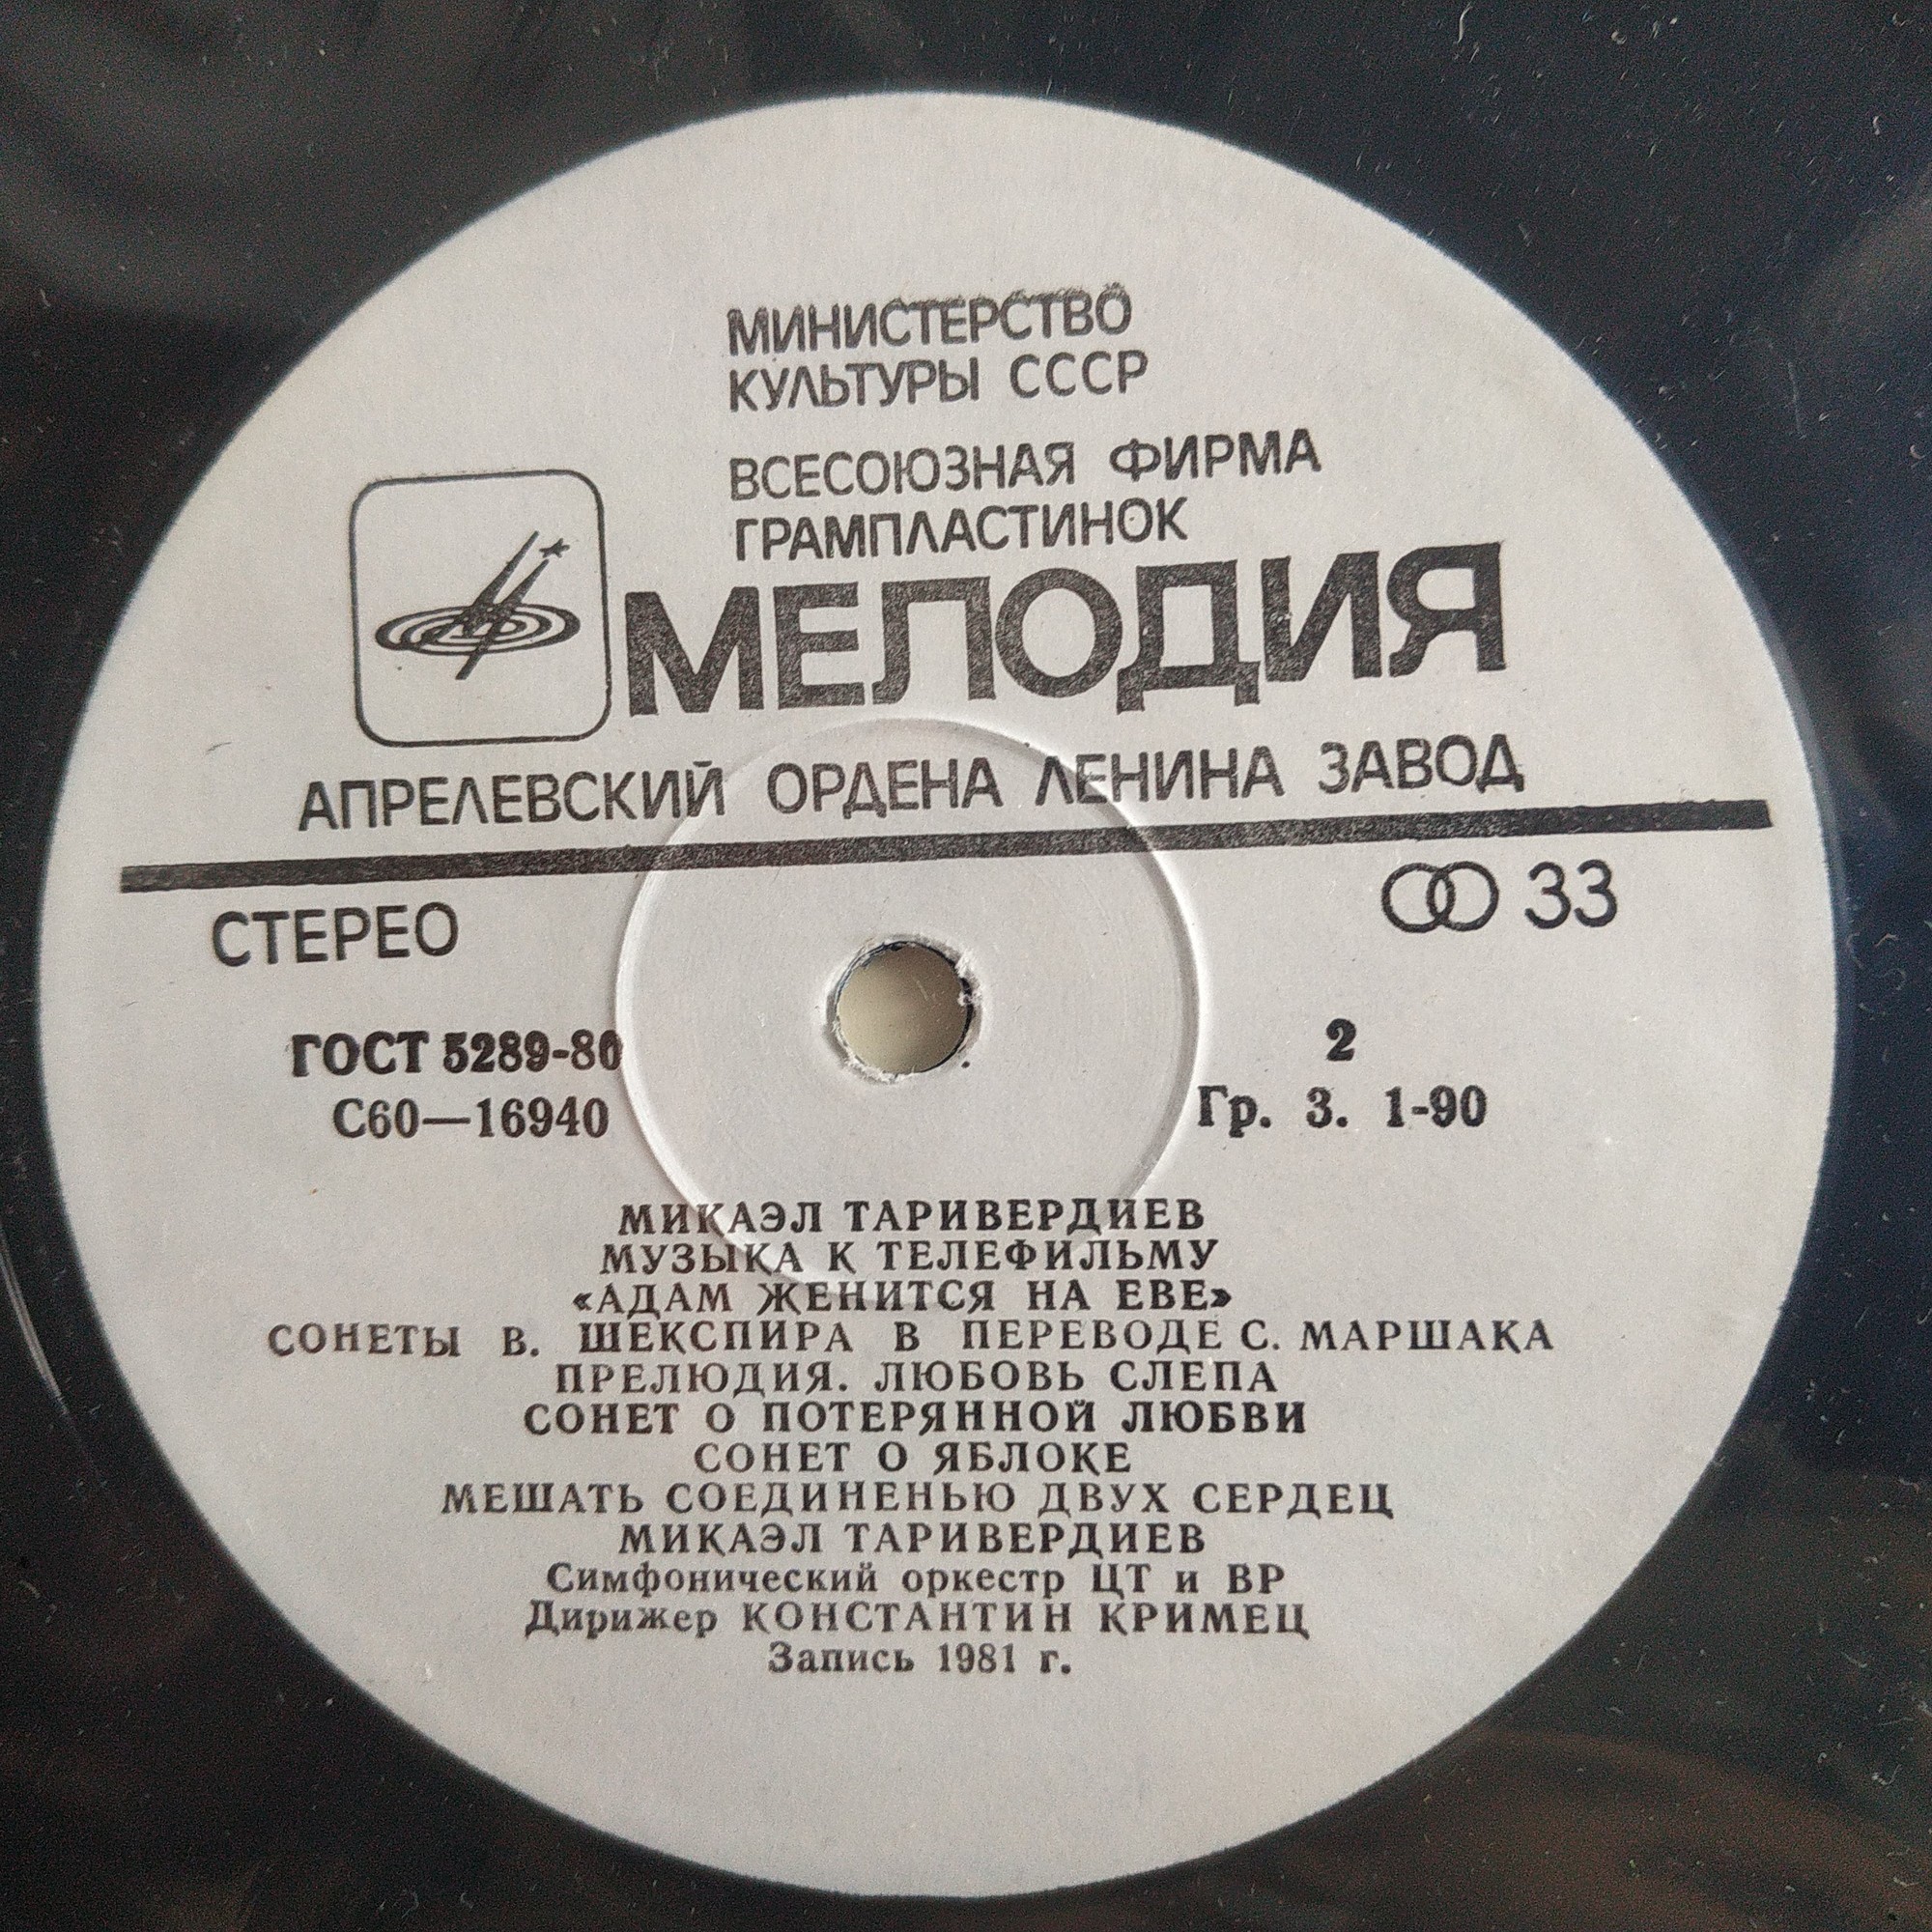 МИНИСТЕРСТВО
КУЛЬТУРЫ СССР
ВСЕСОЮЗНАЯ ФИРМА
ГРАМПЛАСТИНОК
МЕЛОДИЯ
АПРЕЛЕВСКИЙ ОРДЕНА ЛЕНИНА ЗАВОД
СТЕРЕО
33
ГОСТ 5289-80
2
С60—16940
Гр. 3. 1-90
МИКАЭЛ ТАРИВЕРДИЕВ
МУЗЫКА К ТЕЛЕФИЛЬМУ
«АДАМ ЖЕНИТСЯ НА ЕВЕ»
СОНЕТЫ В. ШЕКСПИРА В ПЕРЕВОДЕ С. МАРШАКА
ПРЕЛЮДИЯ. ЛЮБОВЬ СЛЕПА
СОНЕТ О ПОТЕРЯННОЙ ЛЮБВИ
СОНЕТ О ЯБЛОКЕ
МЕШАТЬ СОЕДИНЕНЬЮ ДВУХ СЕРДЕЦ
МИКАЭЛ ТАРИВЕРДИЕВ
Симфонический оркестр ЦТ и ВР
Дирижер КОНСТАНТИН КРИМЕЦ
Запись 1981 г.